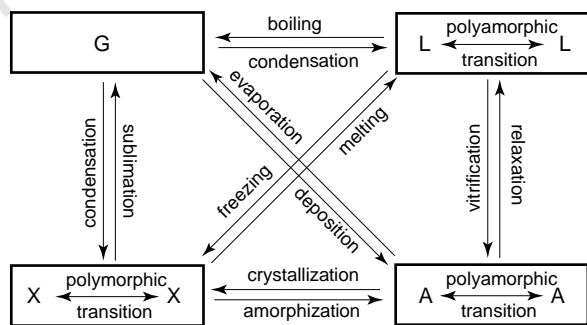 boiling
G
condensation
polyamorphic
L L
transition
evaporation
condensation
sublimation
freezing
melting
deposition
vitrification
relaxation
polymorphic
X X
transition
crystallization
amorphization
polyamorphic
A A
transition